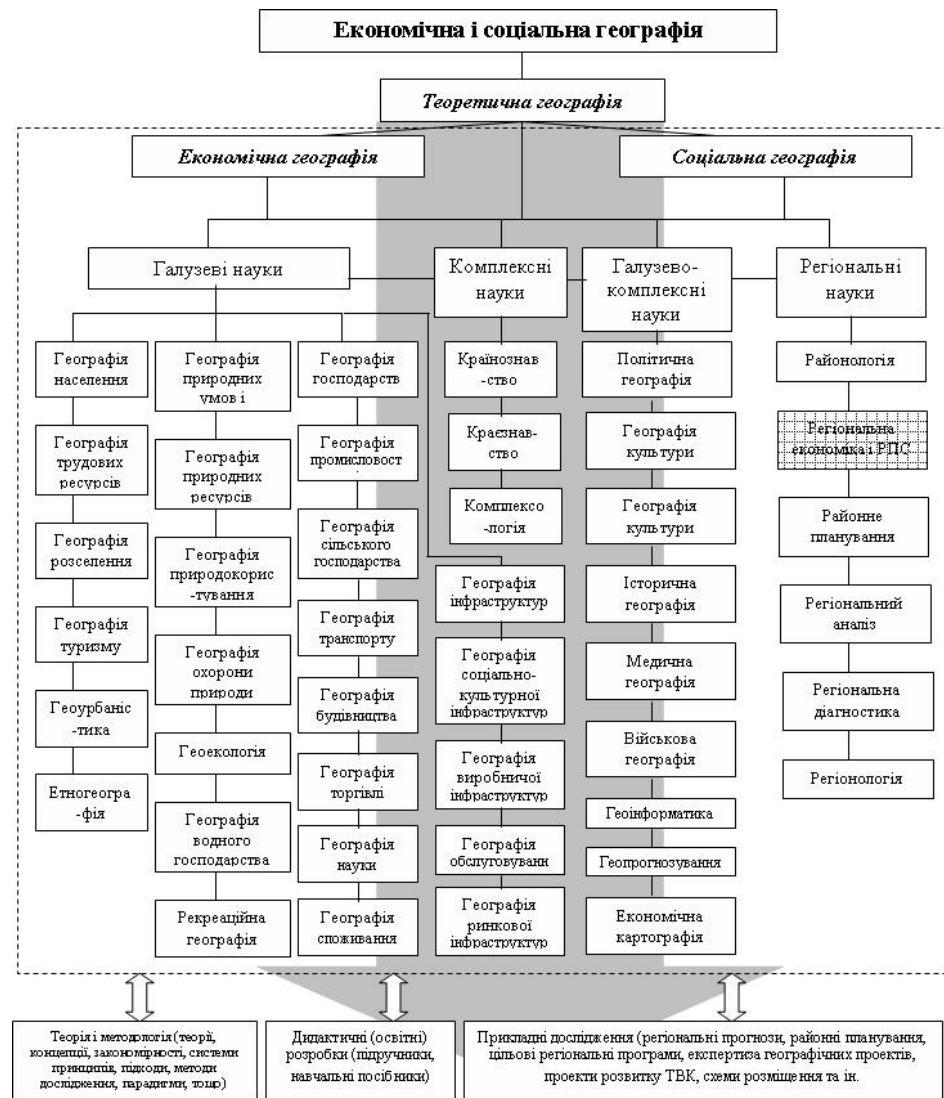 Економічна і соціальна географія
Теоретична географія
Економічна географія
Соціальна географія
Галузеві науки
Комплексні
науки
Галузево-
комплексні
науки
Регіональні
науки
Географія
населення
Географія
трудових
ресурсів
Географія
розселення
Географія
туризму
Геоурбаніс
-тика
Етногеогра
-фія
Географія
природних
умов і
Географія
природних
ресурсів
Географія
природокорис
-тування
Географія
охорони
природи
Геоекологія
Географія
водного
господарства
Рекреаційна
географія
Географія
господарств
Географія
промисловост
Географія
сільського
господарства
Географія
транспорту
Географія
будівництва
Географія
торгівлі
Географія
науки
Географія
споживання
Країнознав
-ство
Краєзнав-
ство
Комплексо
-логія
Географія
інфраструктур
Географія
соціально-
культурної
інфраструктур
Географія
виробничої
інфраструктур
Географія
обслуговуванн
Географія
ринкової
інфраструктур
Політична
географія
Географія
культури
Географія
культури
Історична
географія
Медична
географія
Військова
географія
Геоінформатика
Геопрогнозування
Економічна
картографія
Районологія
Регіональна
економіка і РПС
Районне
планування
Регіональний
аналіз
Регіональна
діагностика
Регіонологія
Теорія і методологія (теорії,
концепції, закономірності, системи
принципів, підходи, методи
дослідження, парадигми, тощо)
Дидактичні (освітні)
розробки (підручники,
навчальні посібники)
Прикладні дослідження (регіональні прогнози, районні планування,
цільові регіональні програми, експертиза географічних проектів,
проекти розвитку ТВК, схеми розміщення та ін.